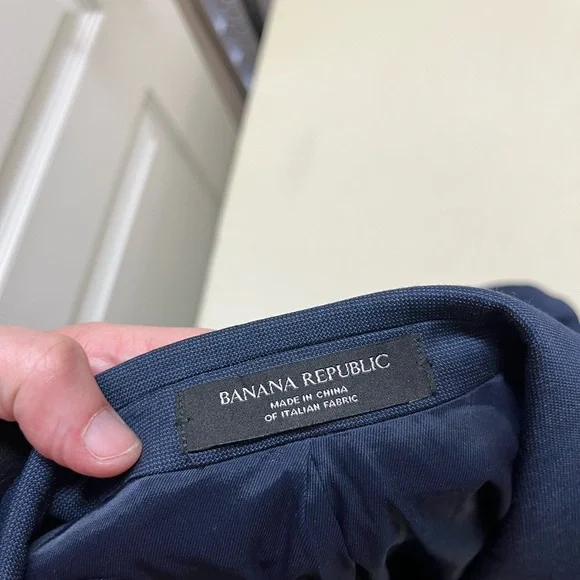 BANANA REPUBLIC
MADE IN CHINA
OF ITALIAN FABRIC